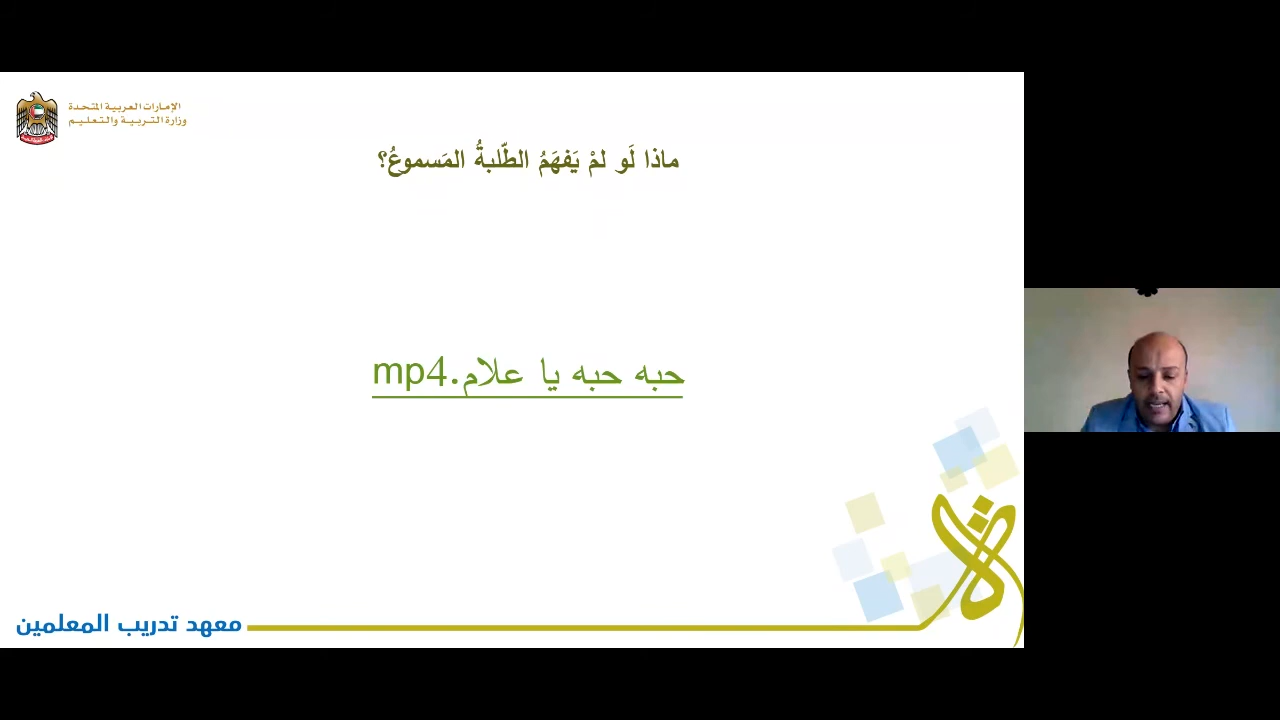 الإمارات العربية المتحدة
وزارة التربية والتعليم
ماذا لَو لمْ يَفهَمُ الطّلبةُ المَسموعُ؟
حبه حبه يا علام.mp4
معهد تدريب المعلمين